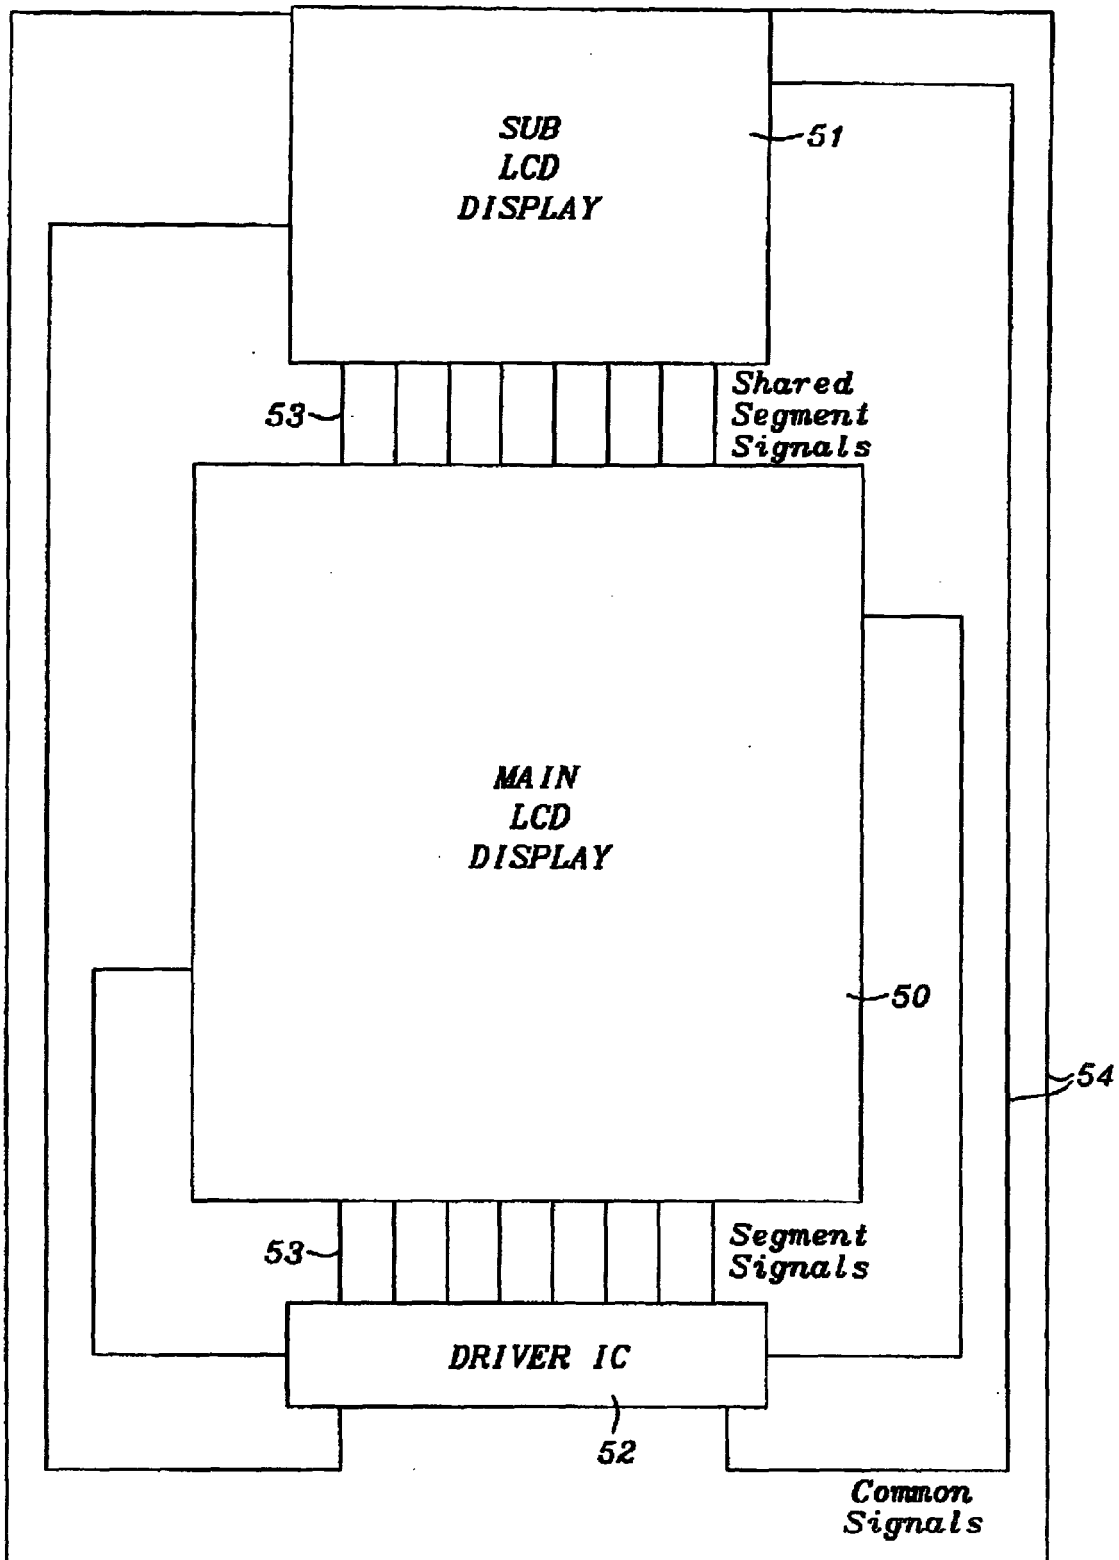 SUB
LCD
DISPLAY
51
53
Shared
Segment
Signals
MAIN
LCD
DISPLAY
50
54
53
Segment
Signals
DRIVER IC
52
Common
Signals